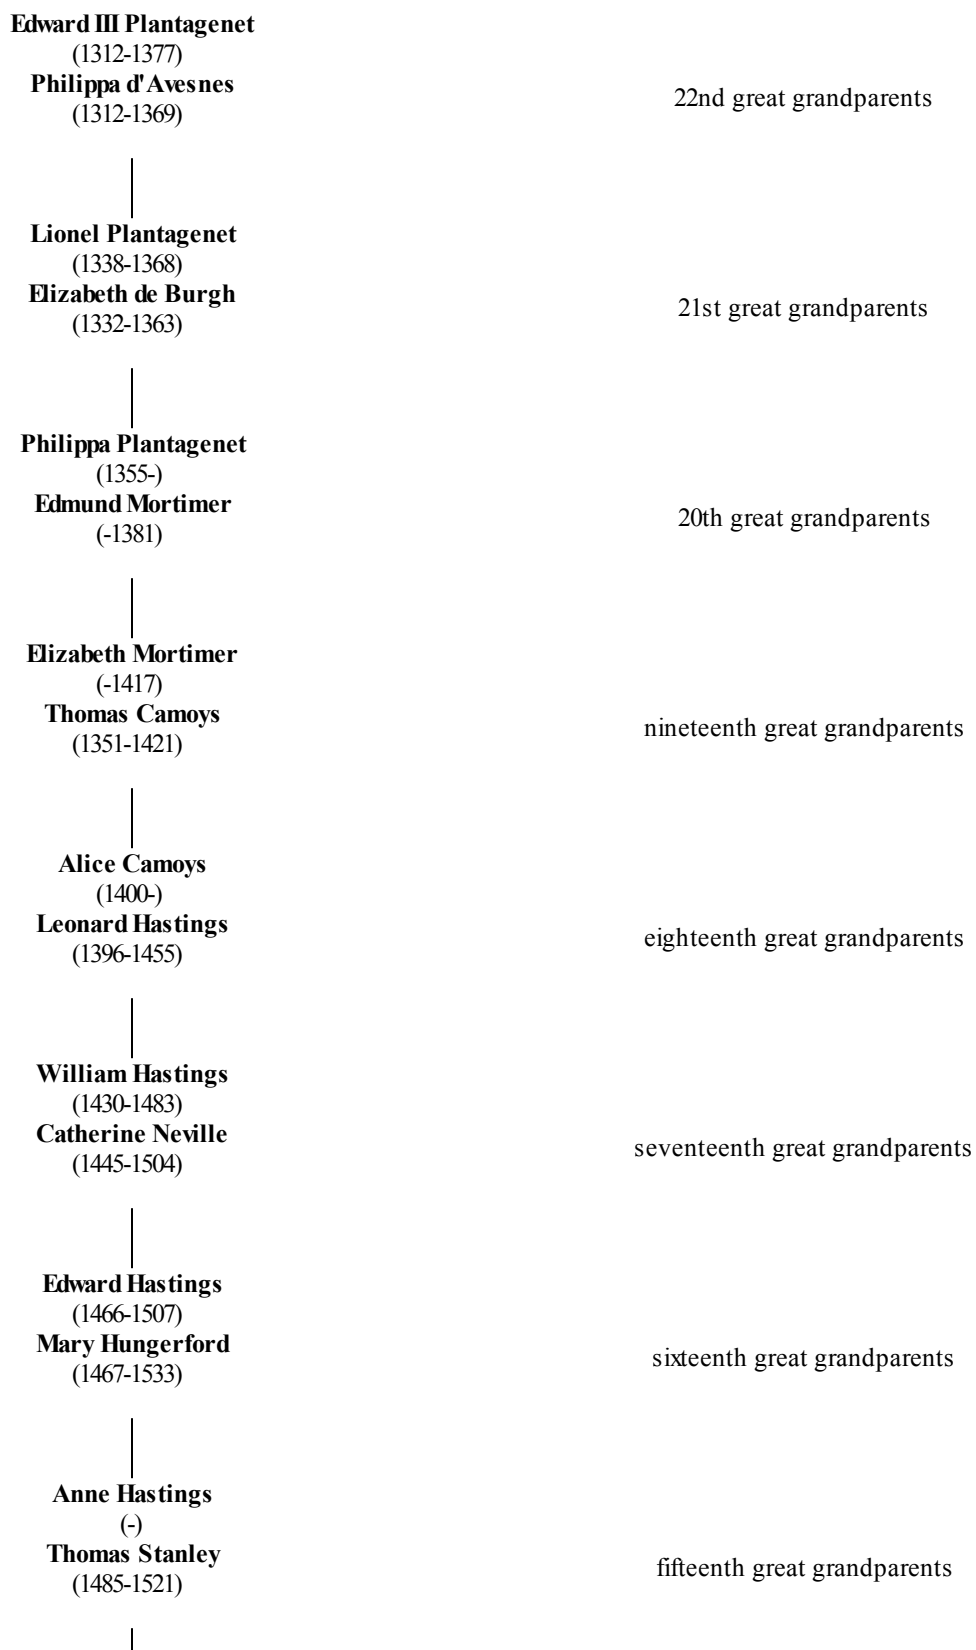 Edward III Plantagenet
(1312-1377)
Philippa d'Avesnes
(1312-1369)
22nd great grandparents
Lionel Plantagenet
(1338-1368)
Elizabeth de Burgh
(1332-1363)
21st great grandparents
Philippa Plantagenet
(1355-)
Edmund Mortimer
(-1381)
20th great grandparents
Elizabeth Mortimer
(-1417)
Thomas Camoys
(1351-1421)
nineteenth great grandparents
Alice Camoys
(1400-)
Leonard Hastings
(1396-1455)
eighteenth great grandparents
William Hastings
(1430-1483)
Catherine Neville
(1445-1504)
seventeenth great grandparents
Edward Hastings
(1466-1507)
Mary Hungerford
(1467-1533)
sixteenth great grandparents
Anne Hastings
(-)
Thomas Stanley
(1485-1521)
fifteenth great grandparents